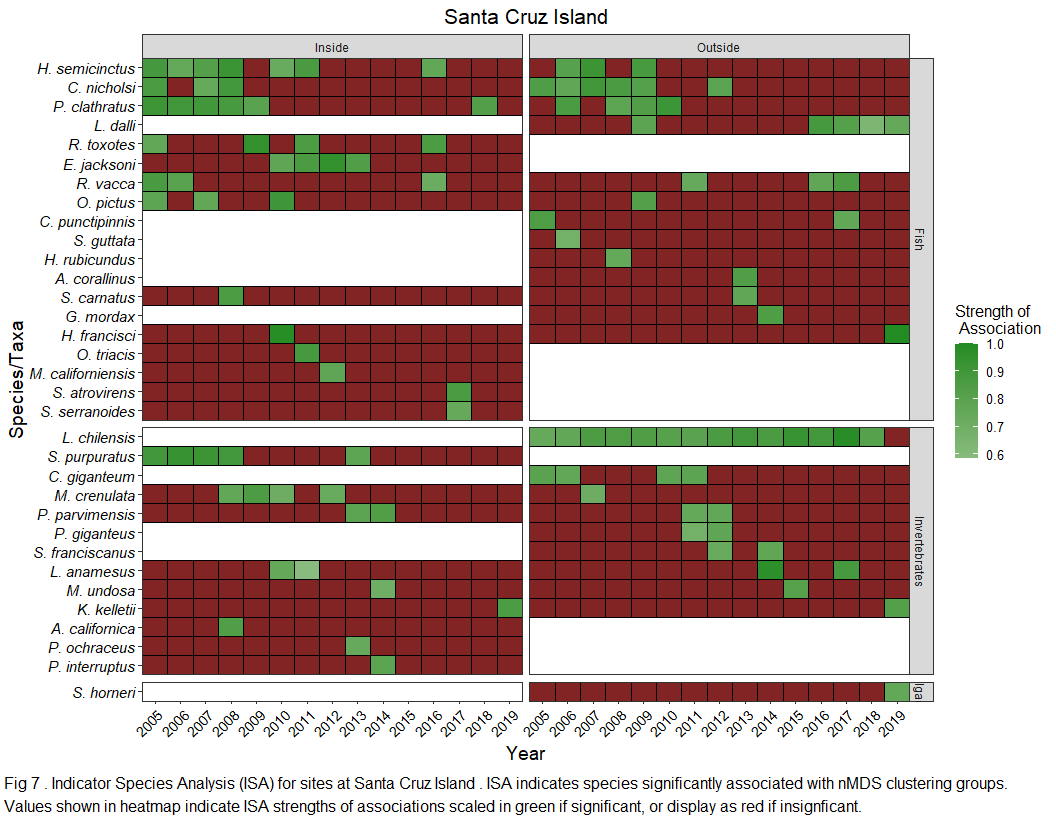 Santa Cruz Island
Inside
Outside
H. semicinctus
C. nicholsi
P. clathratus
L. dalli
R. toxotes
E. jacksoni
R. vacca
O. pictus
C. punctipinnis
S. guttata
H. rubicundus
A. corallinus
S. carnatus
G. mordax
H. francisci
O. triacis
M. californiensis
S. atrovirens
S. serranoides
Fish
L. chilensis
S. purpuratus
C. giganteum
M. crenulata
P. parvimensis
P. giganteus
S. franciscanus
L. anamesus
M. undosa
K. kelletii
A. californica
P. ochraceus
P. interruptus
Invertebrates
S. horneri
lga
Species/Taxa
2005 2006 2007 2008 2009 2010 2011 2012 2013 2014 2015 2016 2017 2018 2019
2005 2006 2007 2008 2009 2010 2011 2012 2013 2014 2015 2016 2017 2018 2019
Year
Strength of
Association
1.0
0.9
0.8
0.7
0.6
Fig 7 . Indicator Species Analysis (ISA) for sites at Santa Cruz Island . ISA indicates species significantly associated with nMDS clustering groups.
Values shown in heatmap indicate ISA strengths of associations scaled in green if significant, or display as red if insignficant.